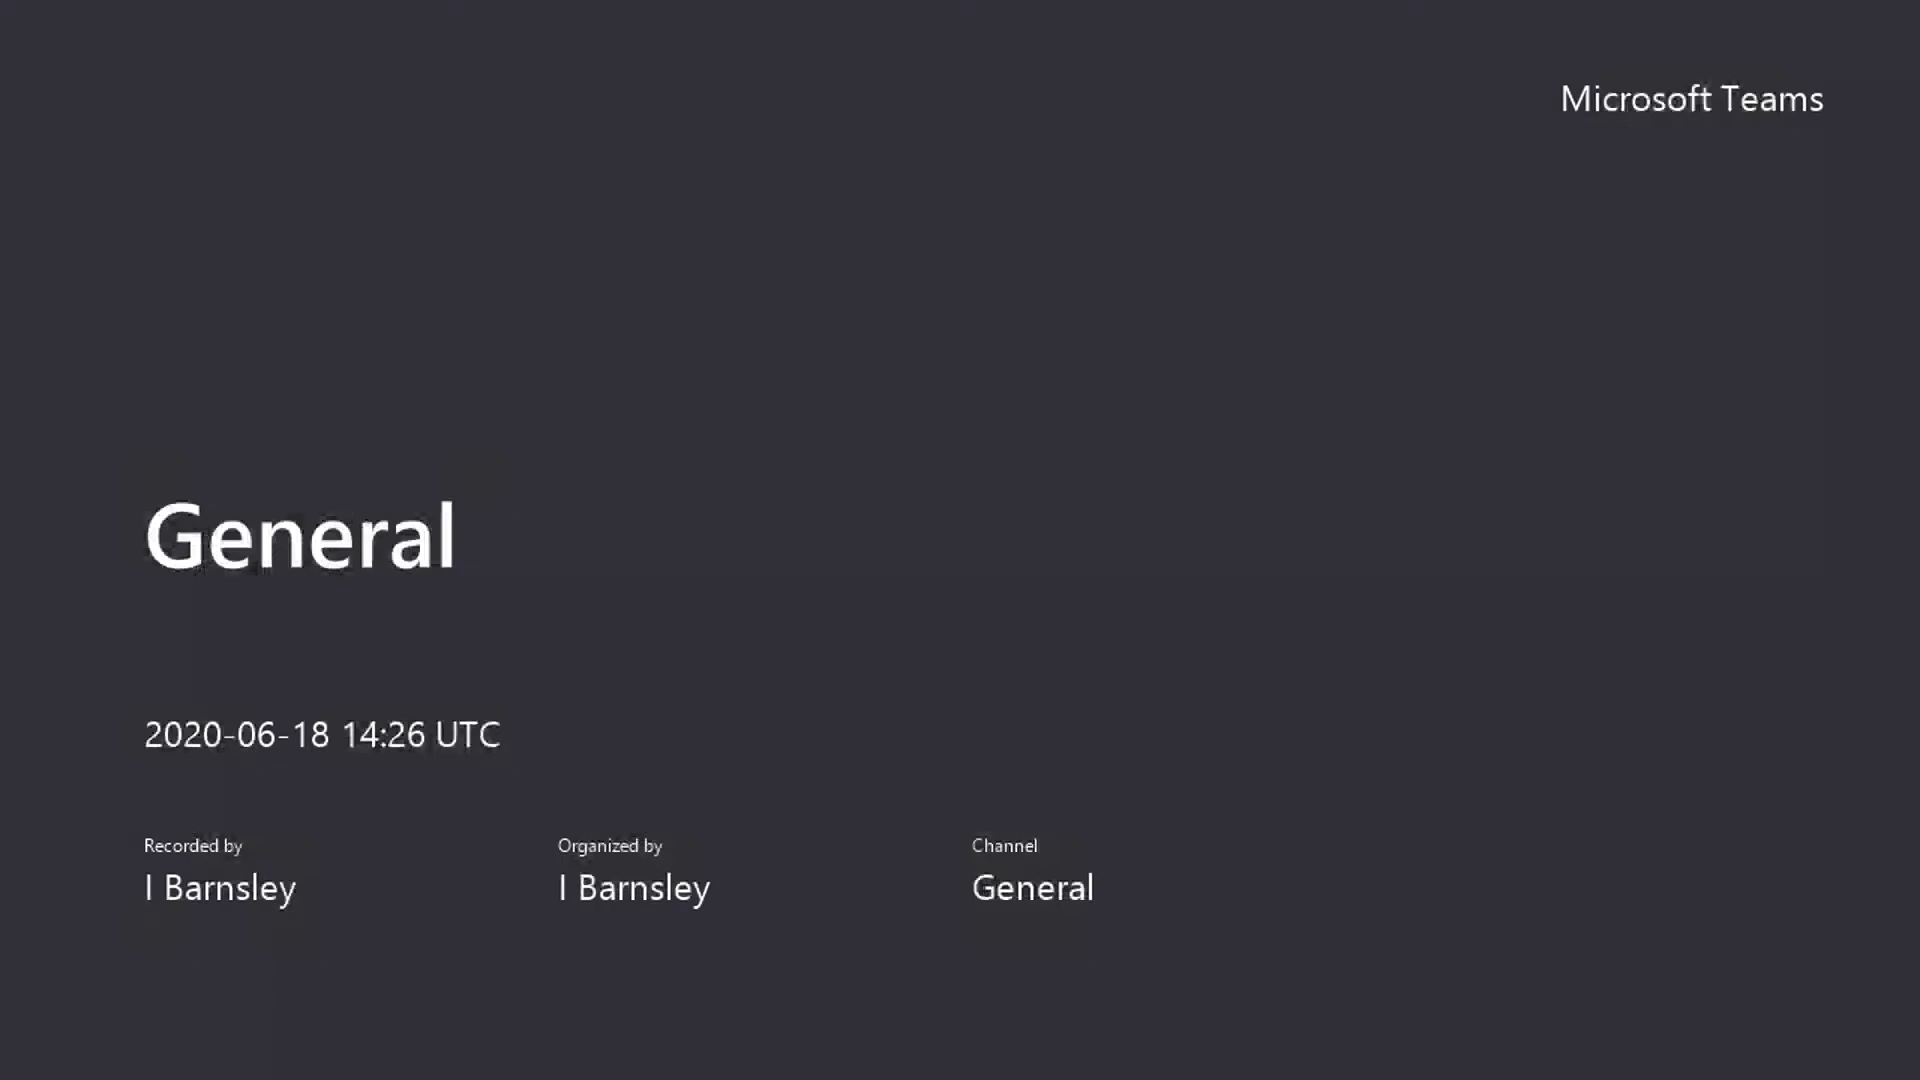 Microsoft Teams
General
2020-06-18 14:26 UTC
Recorded by
I Barnsley
Organized by
I Barnsley
Channel
General